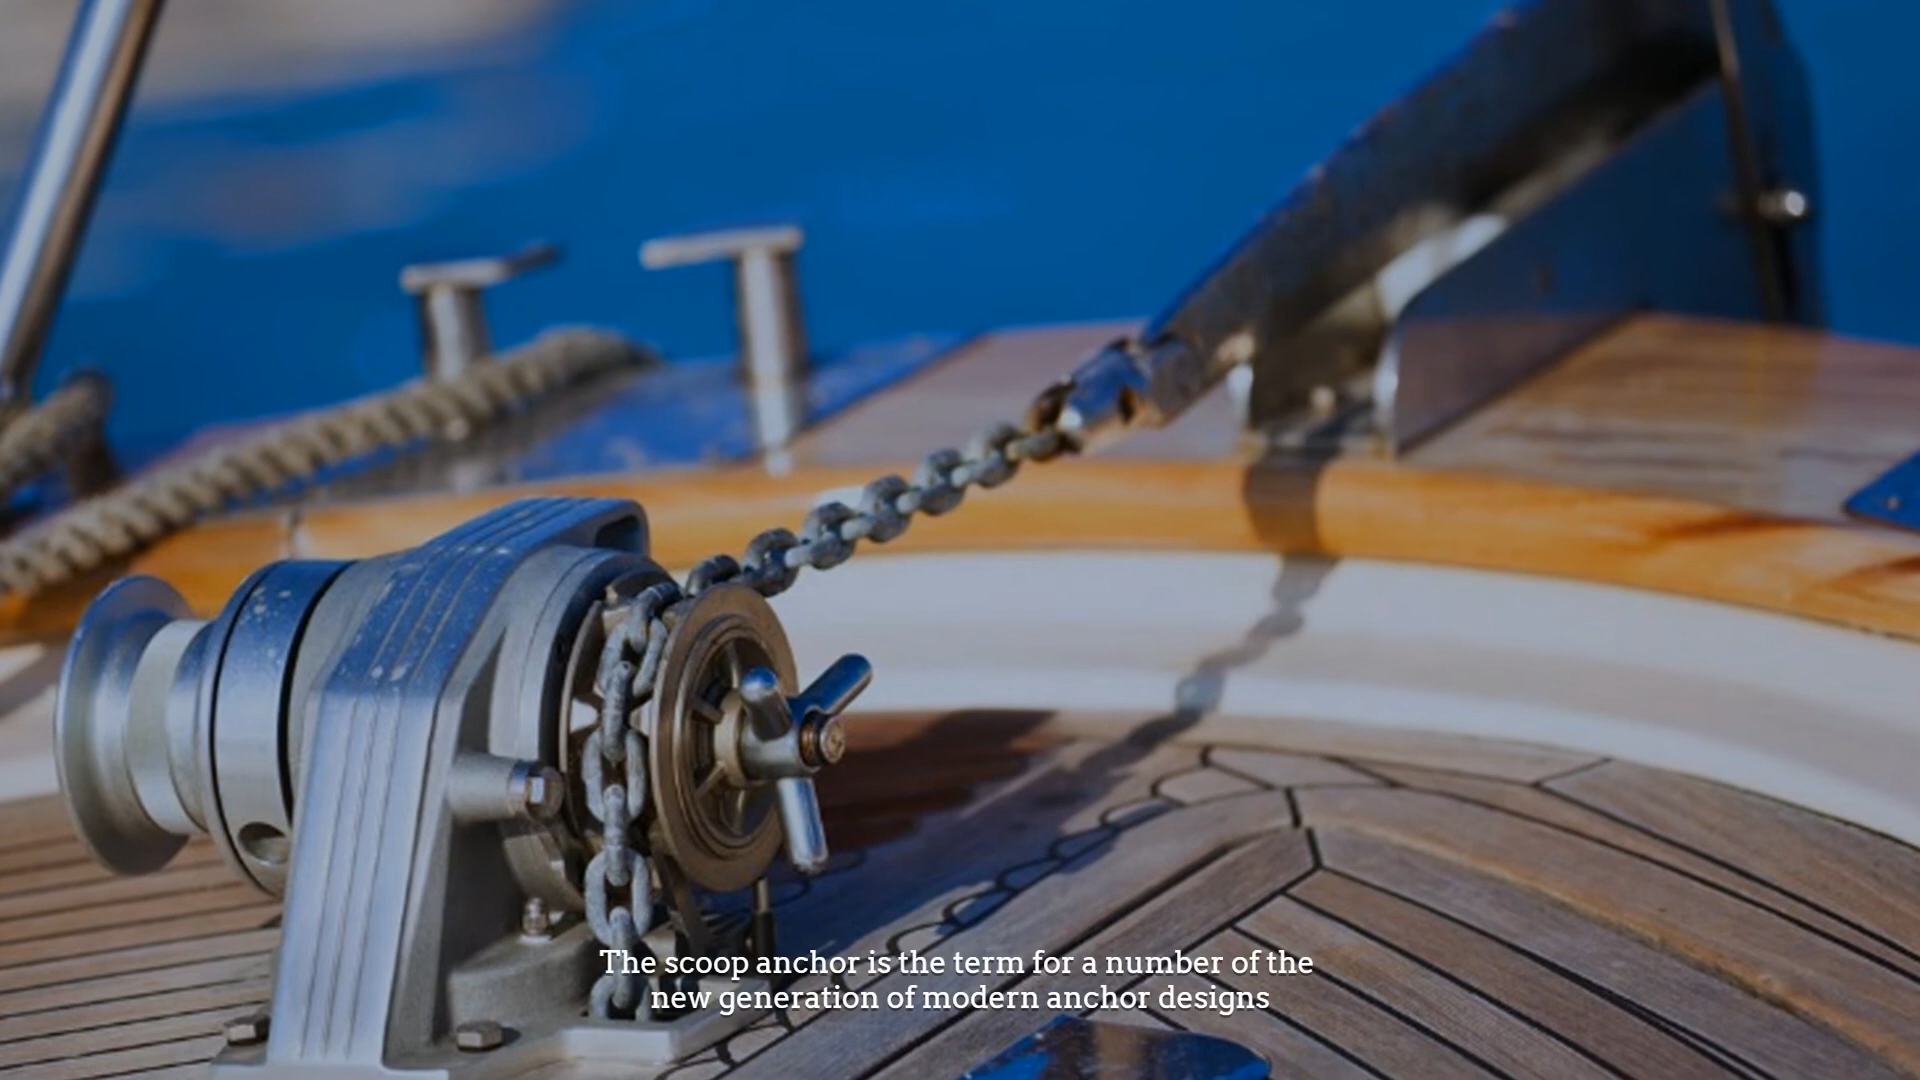 The scoop anchor is the term for a number of the
new generation of modern anchor designs